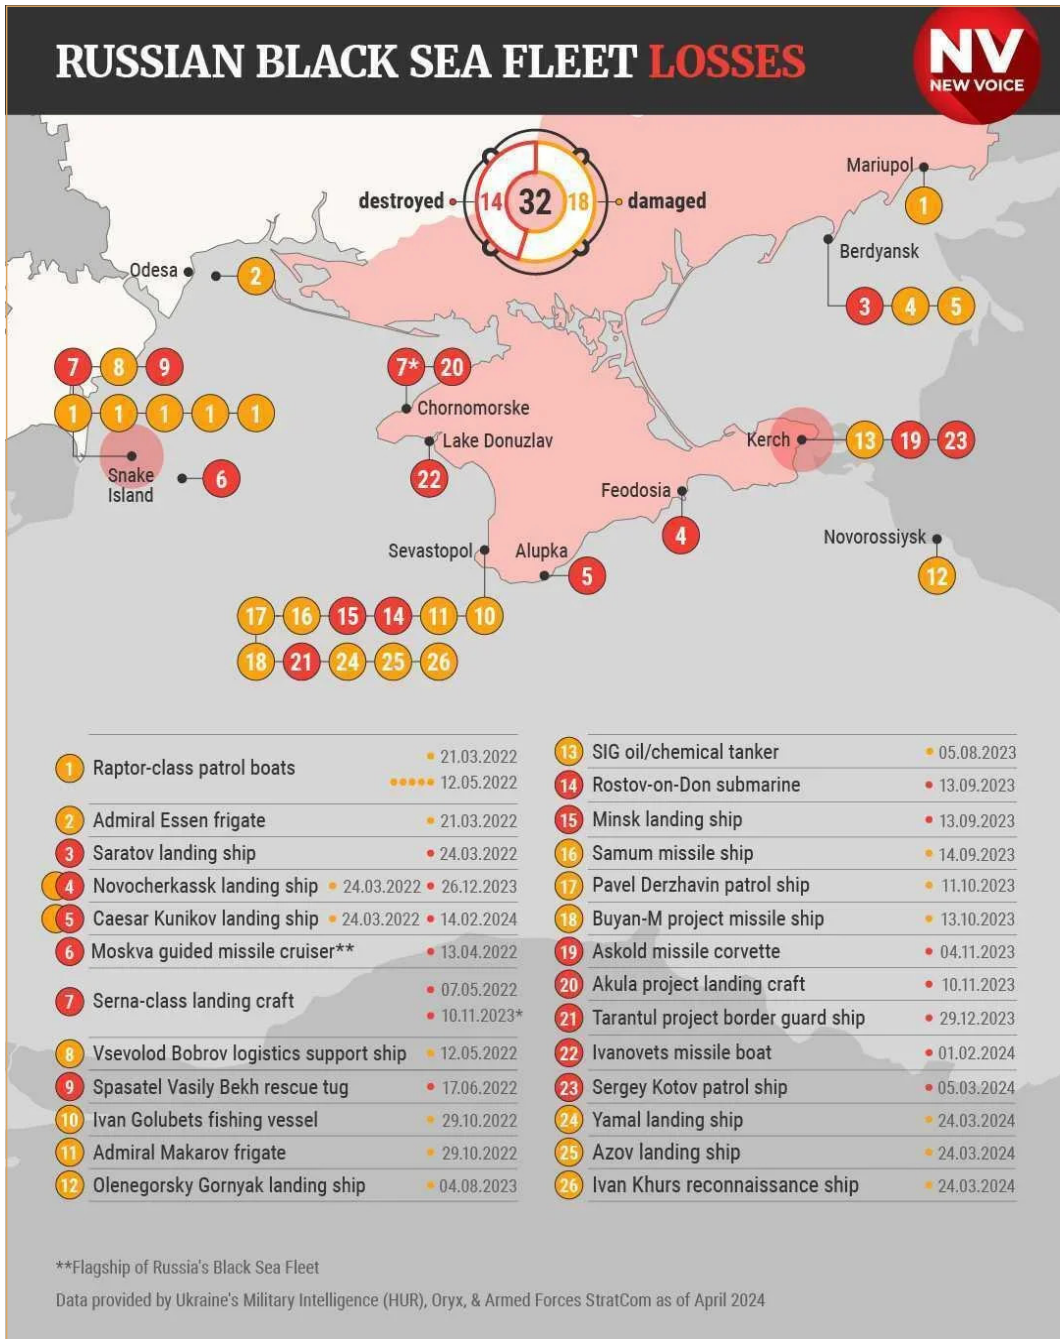 RUSSIAN BLACK SEA FLEET LOSSES
NV
NEW VOICE
destroyed 14 32 18 damaged
Mariupol
1
Berdyansk
3 4 5
Odesa
2
7 8 9
1 1 1 1 1
Snake
Island
6
7* 20
Chornomorske
Lake Donuzlav
22
Kerch
13 19 23
Feodosia
4
Novorossiysk
12
Sevastopol
Alupka
5
17 16 15 14 11 10
18 21 24 25 26
1 Raptor-class patrol boats 21.03.2022
12.05.2022
2 Admiral Essen frigate 21.03.2022
3 Saratov landing ship 24.03.2022
4 Novocherkassk landing ship 24.03.2022 26.12.2023
5 Caesar Kunikov landing ship 24.03.2022 14.02.2024
6 Moskva guided missile cruiser** 13.04.2022
7 Serna-class landing craft 07.05.2022
10.11.2023*
8 Vsevolod Bobrov logistics support ship 12.05.2022
9 Spasatel Vasily Bekh rescue tug 17.06.2022
10 Ivan Golubets fishing vessel 29.10.2022
11 Admiral Makarov frigate 29.10.2022
12 Olenegorsky Gornyak landing ship 04.08.2023
13 SIG oil/chemical tanker 05.08.2023
14 Rostov-on-Don submarine 13.09.2023
15 Minsk landing ship 13.09.2023
16 Samum missile ship 14.09.2023
17 Pavel Derzhavin patrol ship 11.10.2023
18 Buyan-M project missile ship 13.10.2023
19 Askold missile corvette 04.11.2023
20 Akula project landing craft 10.11.2023
21 Tarantul project border guard ship 29.12.2023
22 Ivanovets missile boat 01.02.2024
23 Sergey Kotov patrol ship 05.03.2024
24 Yamal landing ship 24.03.2024
25 Azov landing ship 24.03.2024
26 Ivan Khurs reconnaissance ship 24.03.2024
**Flagship of Russia's Black Sea Fleet
Data provided by Ukraine's Military Intelligence (HUR), Oryx, & Armed Forces StratCom as of April 2024